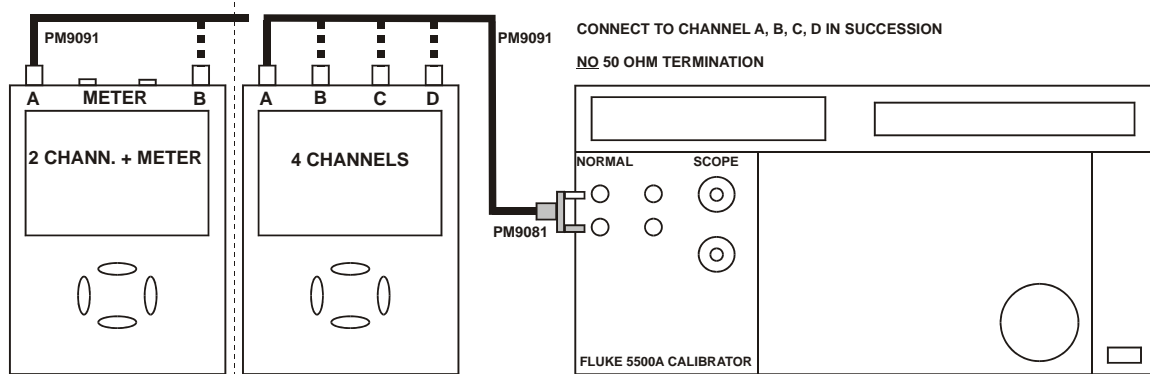 PM9091
PM9091
CONNECT TO CHANNEL A, B, C, D IN SUCCESSION
NO 50 OHM TERMINATION
A METER B
A B C D
2 CHANN. + METER
4 CHANNELS
NORMAL SCOPE
PM9081
FLUKE 5500A CALIBRATOR